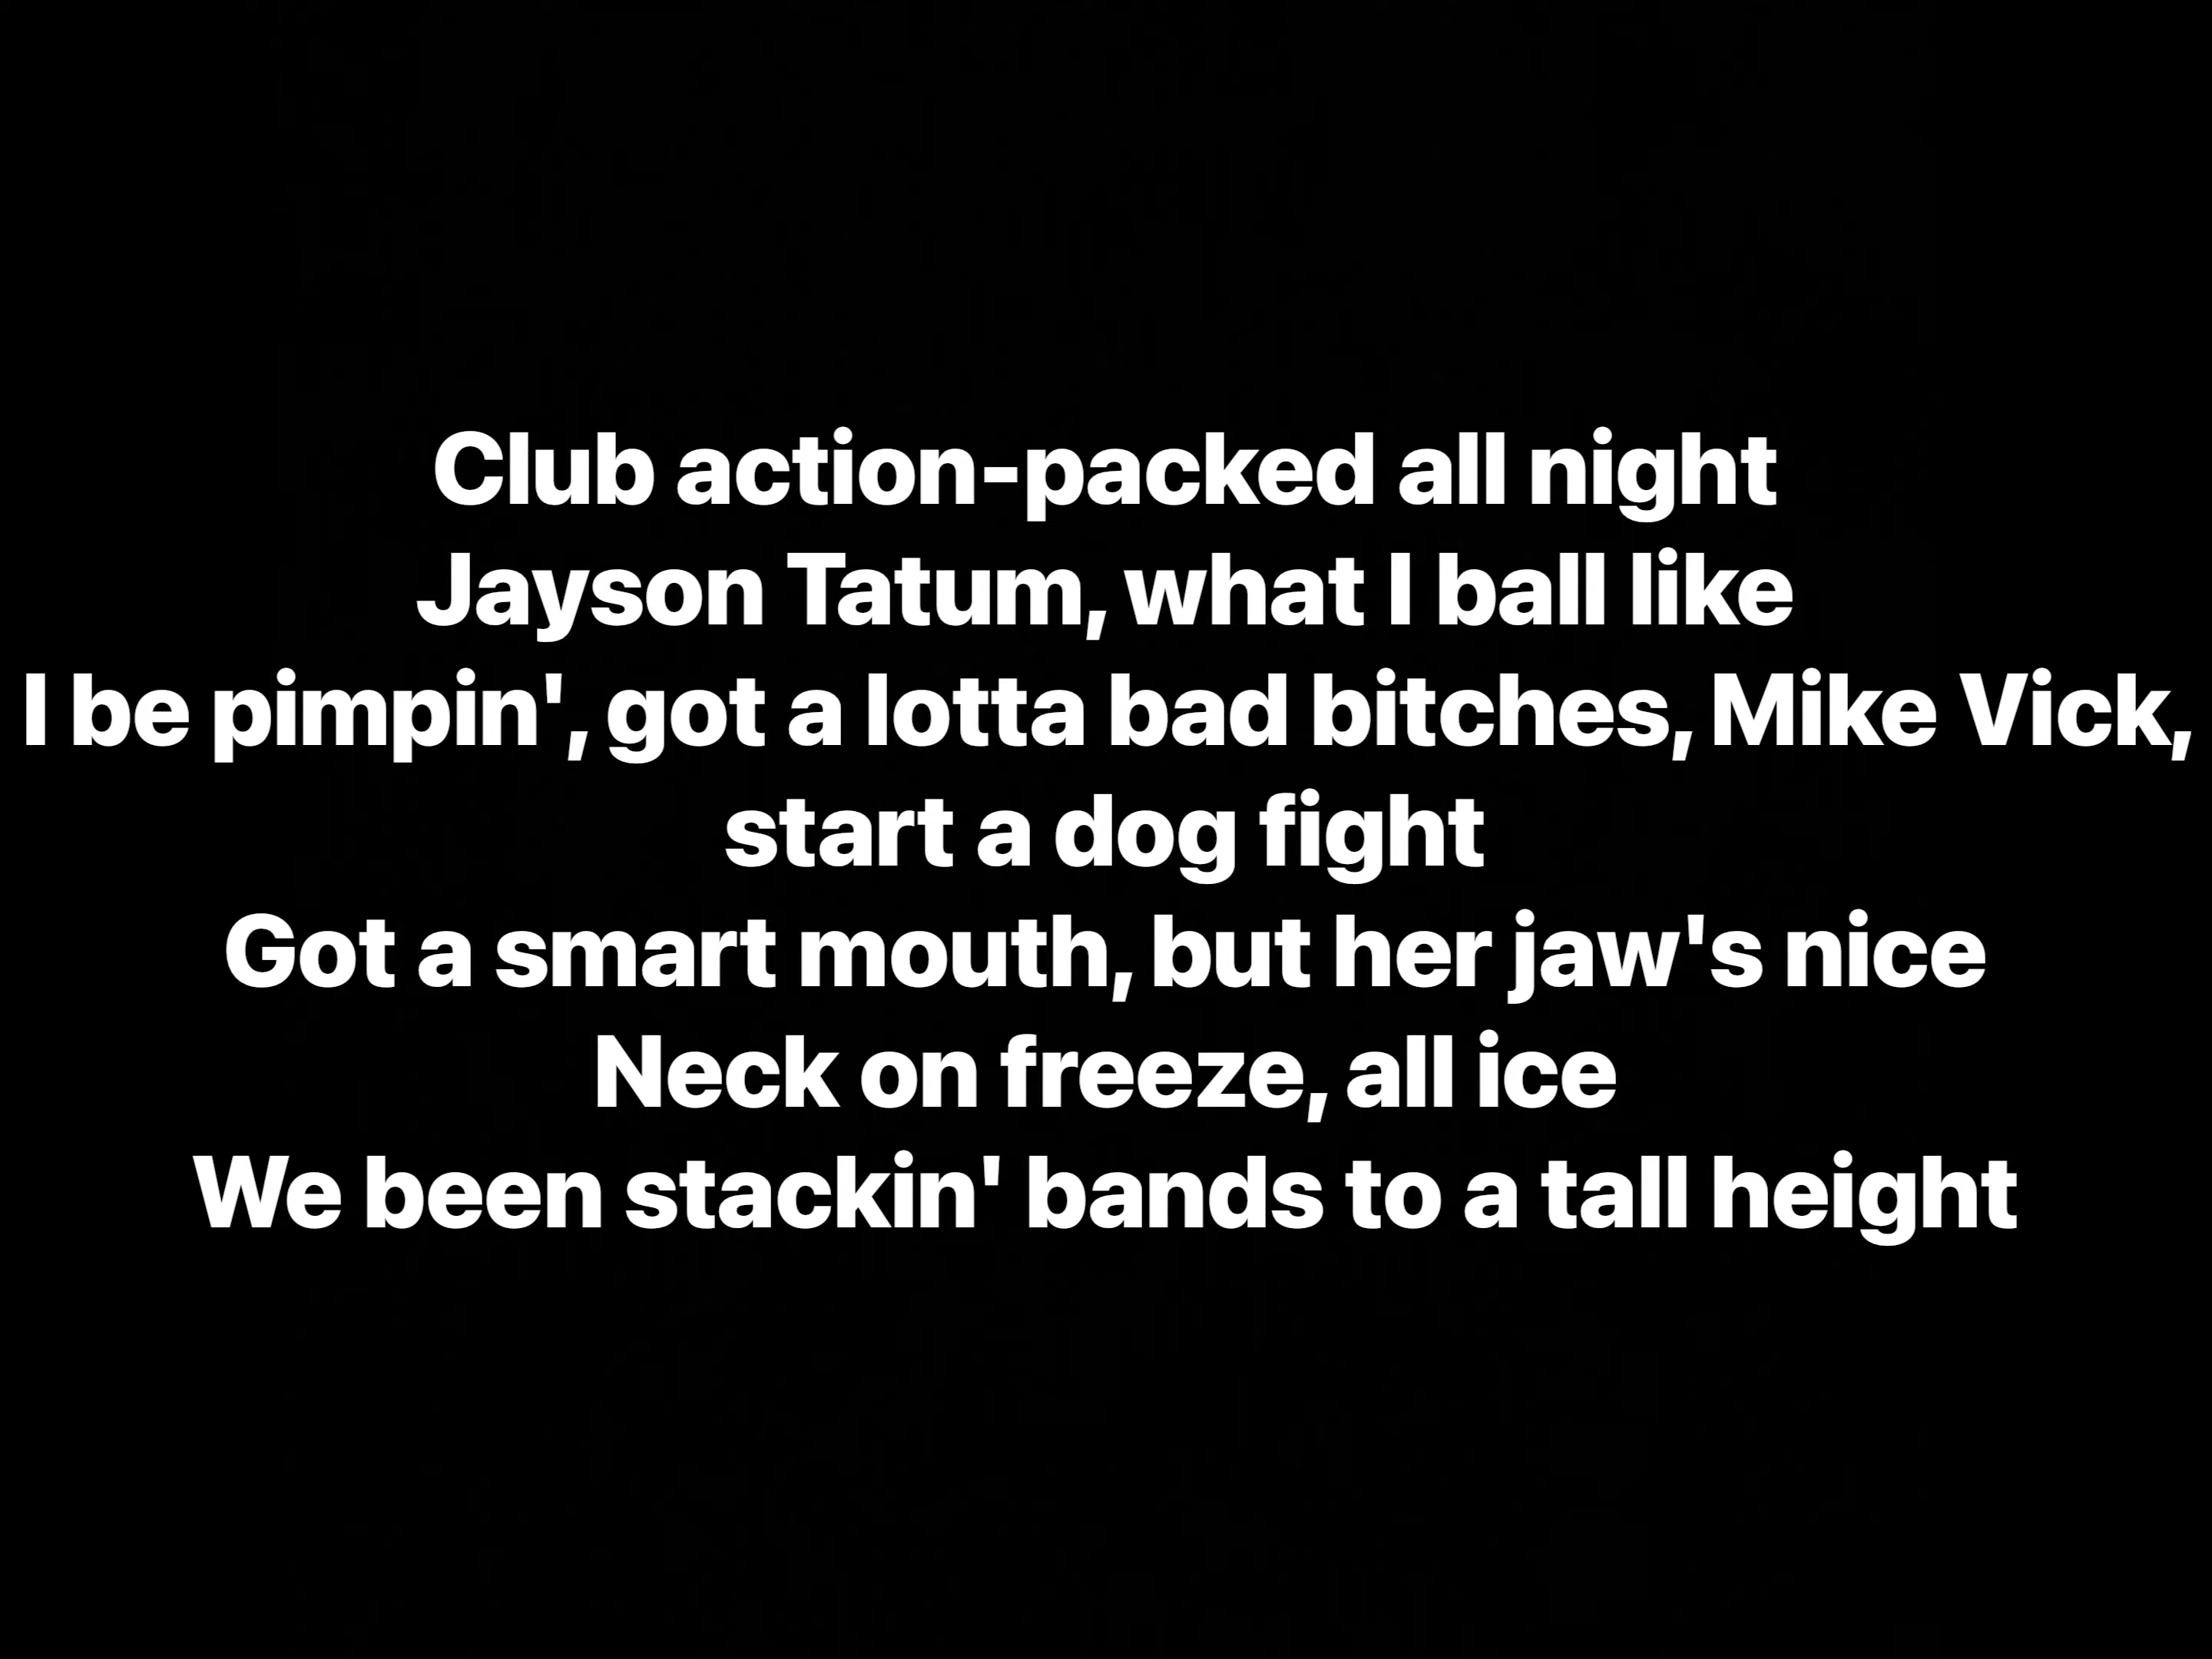 Club action-packed all night
Jayson Tatum, what I ball like
I be pimpin', got a lotta bad bitches, Mike Vick,
start a dog fight
Got a smart mouth, but her jaw's nice
Neck on freeze, all ice
We been stackin' bands to a tall height